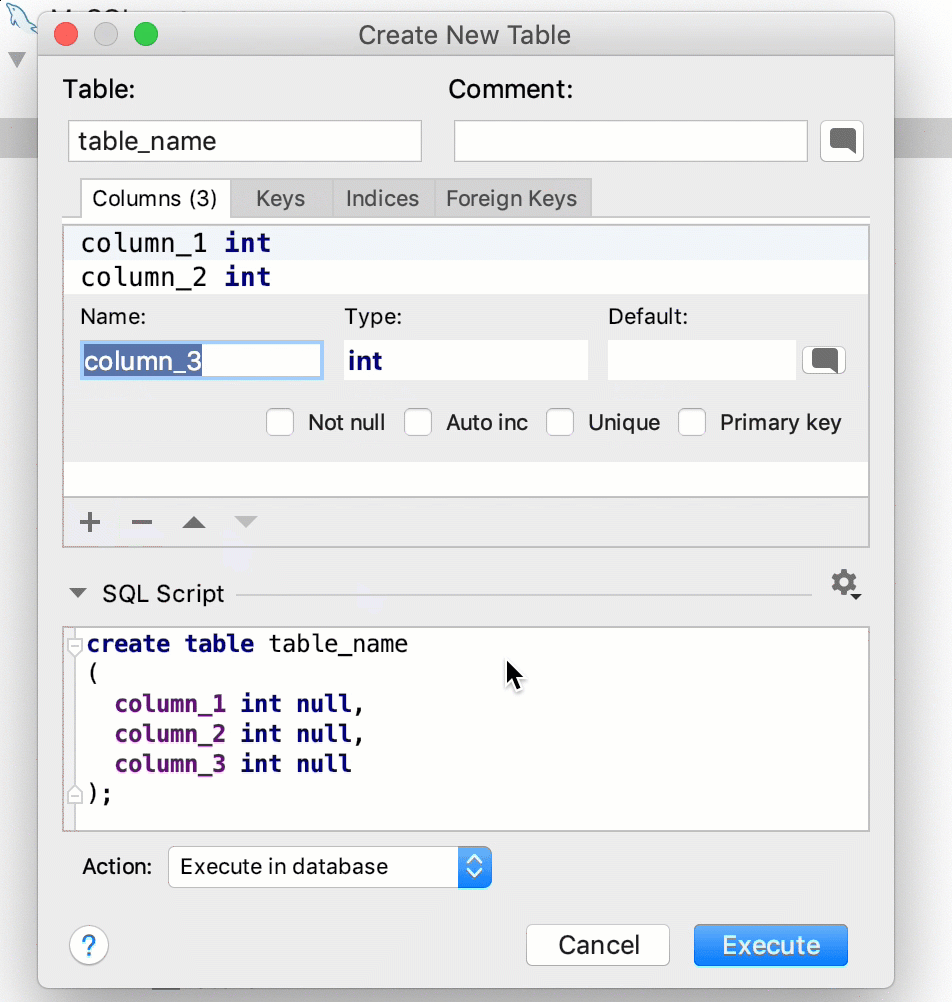 Create New Table
Table: Comment:
table_name
Columns (3) Keys Indices Foreign Keys
column_1 int
column_2 int
Name: Type: Default:
column_3 int
Not null Auto inc Unique Primary key
SQL Script
create table table_name
(
column_1 int null,
column_2 int null,
column_3 int null
);
Action: Execute in database
? Cancel Execute